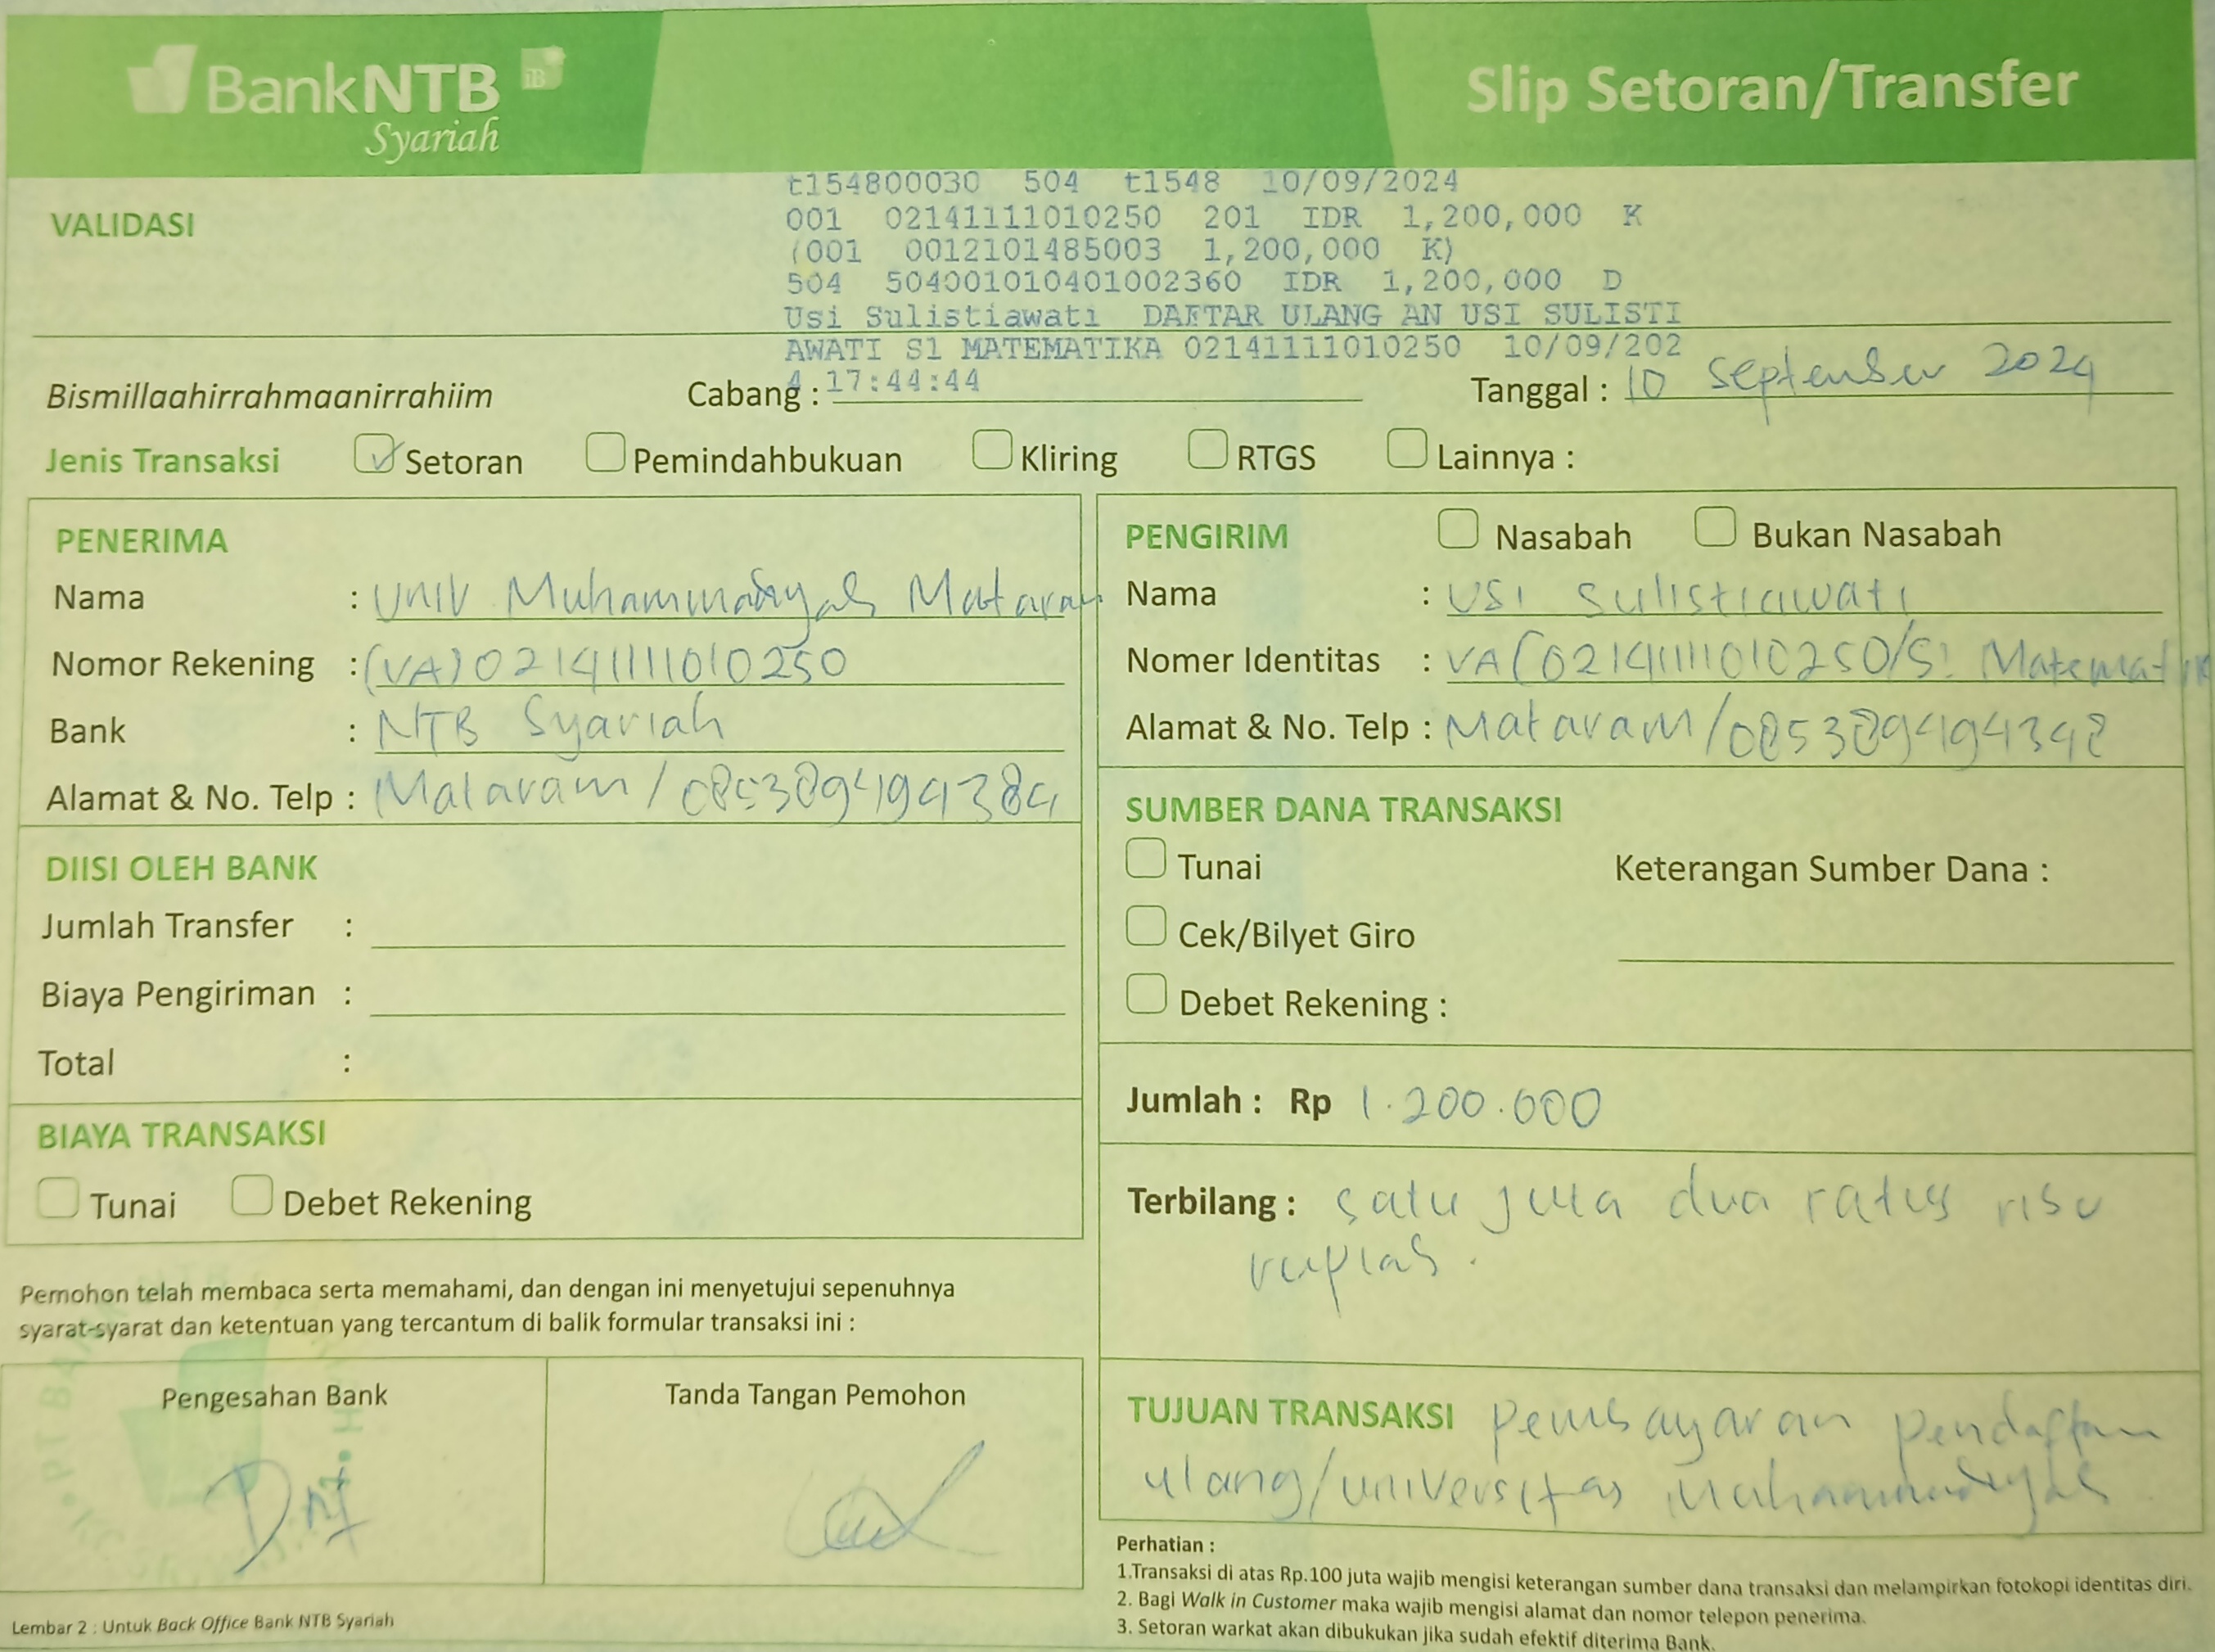 BankNTB
Syariah
Slip Setoran/Transfer
t154800030 504 t1548 10/09/2024
VALIDASI
001 02141111010250 201 IDR 1,200,000 K
(001 0012101485003 1,200,000 K)
504 504001010401002360 IDR 1,200,000 D
Usi Sulistiawati DAFTAR ULANG AN USI SULISTI
AWATI S1 MATEMATIKA 02141111010250 10/09/202
4 17:44:44
Bismillaahirrahmaanirrahiim Cabang : Tanggal : 10 September 2024
Jenis Transaksi Setoran Pemindahbukuan Kliring RTGS Lainnya :
PENERIMA
Nama : UNIV Muhammadiyah Mataram
Nomor Rekening : (VA) 02141111010250
Bank : NTB Syariah
Alamat & No. Telp : Mataram /
DIISI OLEH BANK
Jumlah Transfer :
Biaya Pengiriman :
Total :
BIAYA TRANSAKSI
Tunai Debet Rekening
Pemohon telah membaca serta memahami, dan dengan ini menyetujui sepenuhnya
syarat-syarat dan ketentuan yang tercantum di balik formular transaksi ini :
Pengesahan Bank Tanda Tangan Pemohon
Lembar 2 : Untuk Back Office Bank NTB Syariah
PENGIRIM Nasabah Bukan Nasabah
Nama : USI Sulistiawati
Nomer Identitas : VA (02141111010250/S1 Matematik
Alamat & No. Telp : Mataram /
SUMBER DANA TRANSAKSI
Tunai Keterangan Sumber Dana :
Cek/Bilyet Giro
Debet Rekening :
Jumlah : Rp 1.200.000
Terbilang : satu juta dua ratus ribu
rupiah.
TUJUAN TRANSAKSI Pembayaran
ulang/universitas Muhammadiyah
Perhatian :
1.Transaksi di atas Rp.100 juta wajib mengisi keterangan sumber dana transaksi dan melampirkan fotokopi identitas diri.
2. Bagi Walk in Customer maka wajib mengisi alamat dan nomor telepon penerima.
3. Setoran warkat akan dibukukan jika sudah efektif diterima Bank.